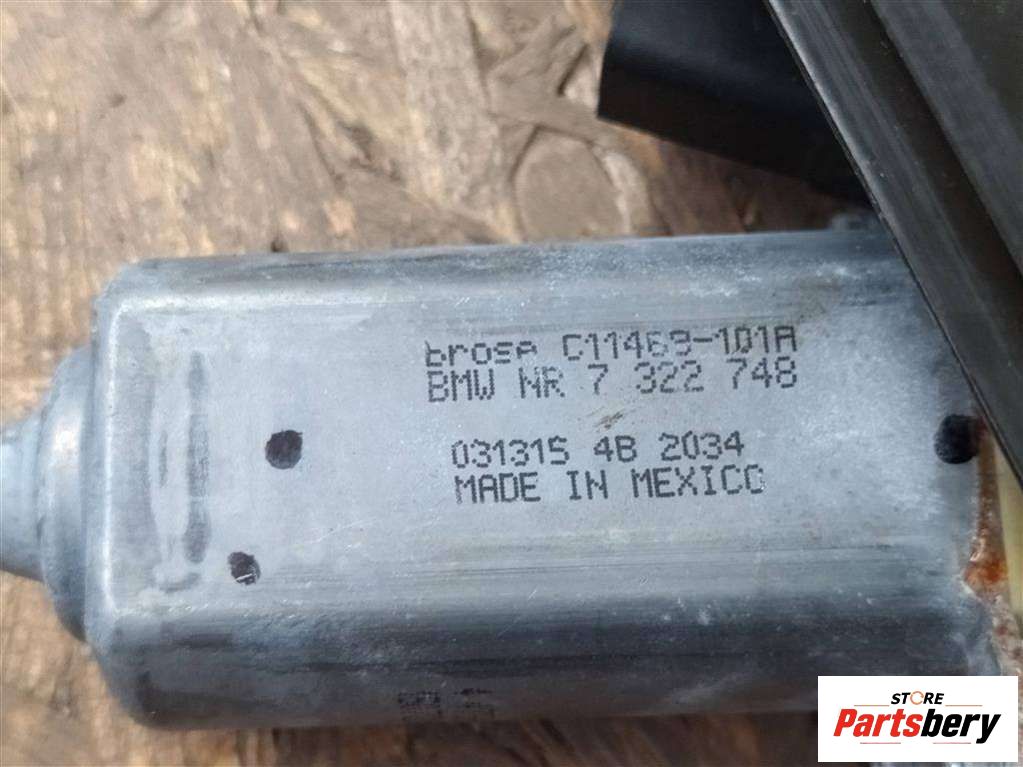 brose C11469-101A
BMW NR 7 322 748
031315 4B 2034
MADE IN MEXICO
STORE
Partsbery